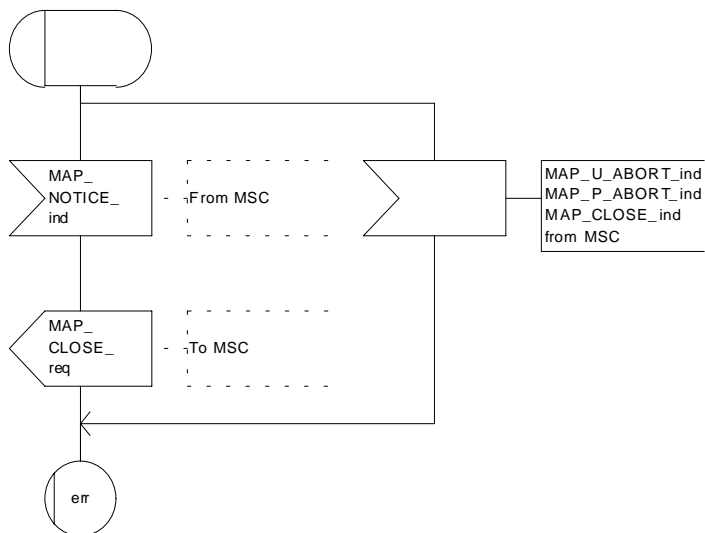 MAP_
NOTICE_
ind
From MSC
MAP_U_ABORT_ind
MAP_P_ABORT_ind
MAP_CLOSE_ind
from MSC
MAP_
CLOSE_
req
To MSC
err